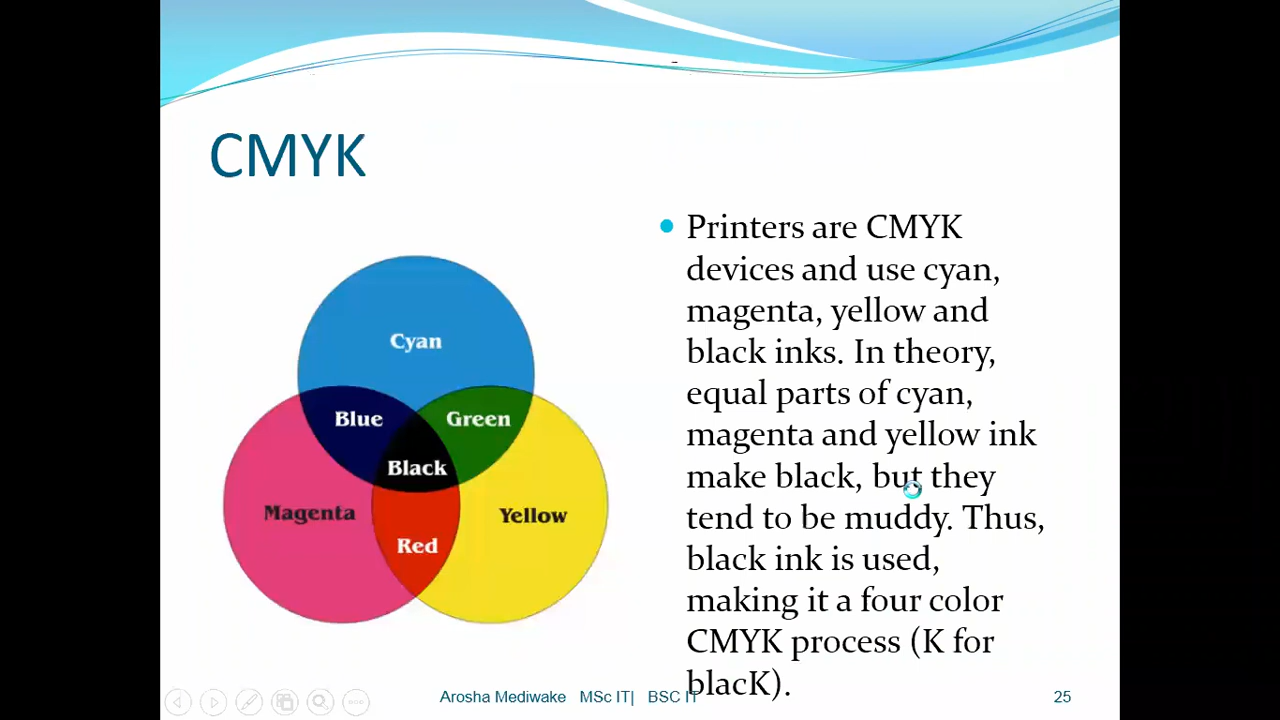 CMYK
Printers are CMYK
devices and use cyan,
magenta, yellow and
black inks. In theory,
equal parts of cyan,
magenta and yellow ink
make black, but they
tend to be muddy. Thus,
black ink is used,
making it a four color
CMYK process (K for
blacK).
Cyan
Blue
Green
Black
Magenta
Yellow
Red
Arosha Mediwake MSc IT| BSC IT
25